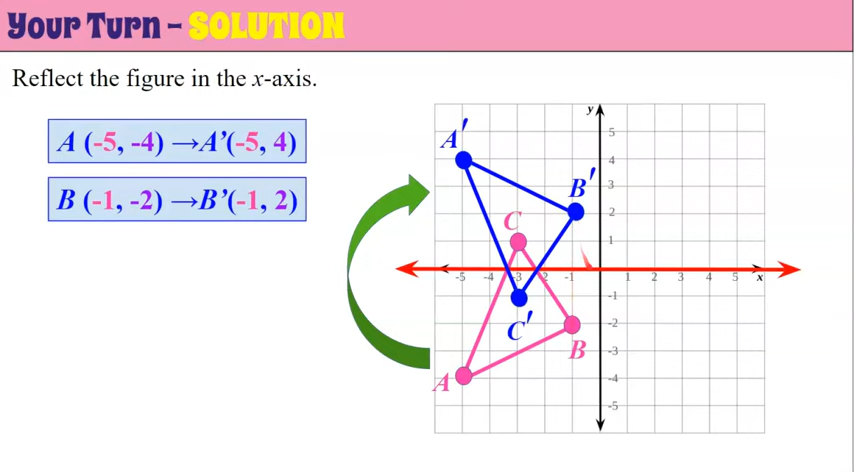 Your Turn – SOLUTION
Reflect the figure in the x-axis.
A (-5, -4) →A’(-5, 4)
B (-1, -2) →B’(-1, 2)
y
A'
B'
C
C'
B
A
5
4
3
2
1
-5 -4 -3 -2 -1 1 2 3 4 5 x
-1
-2
-3
-4
-5